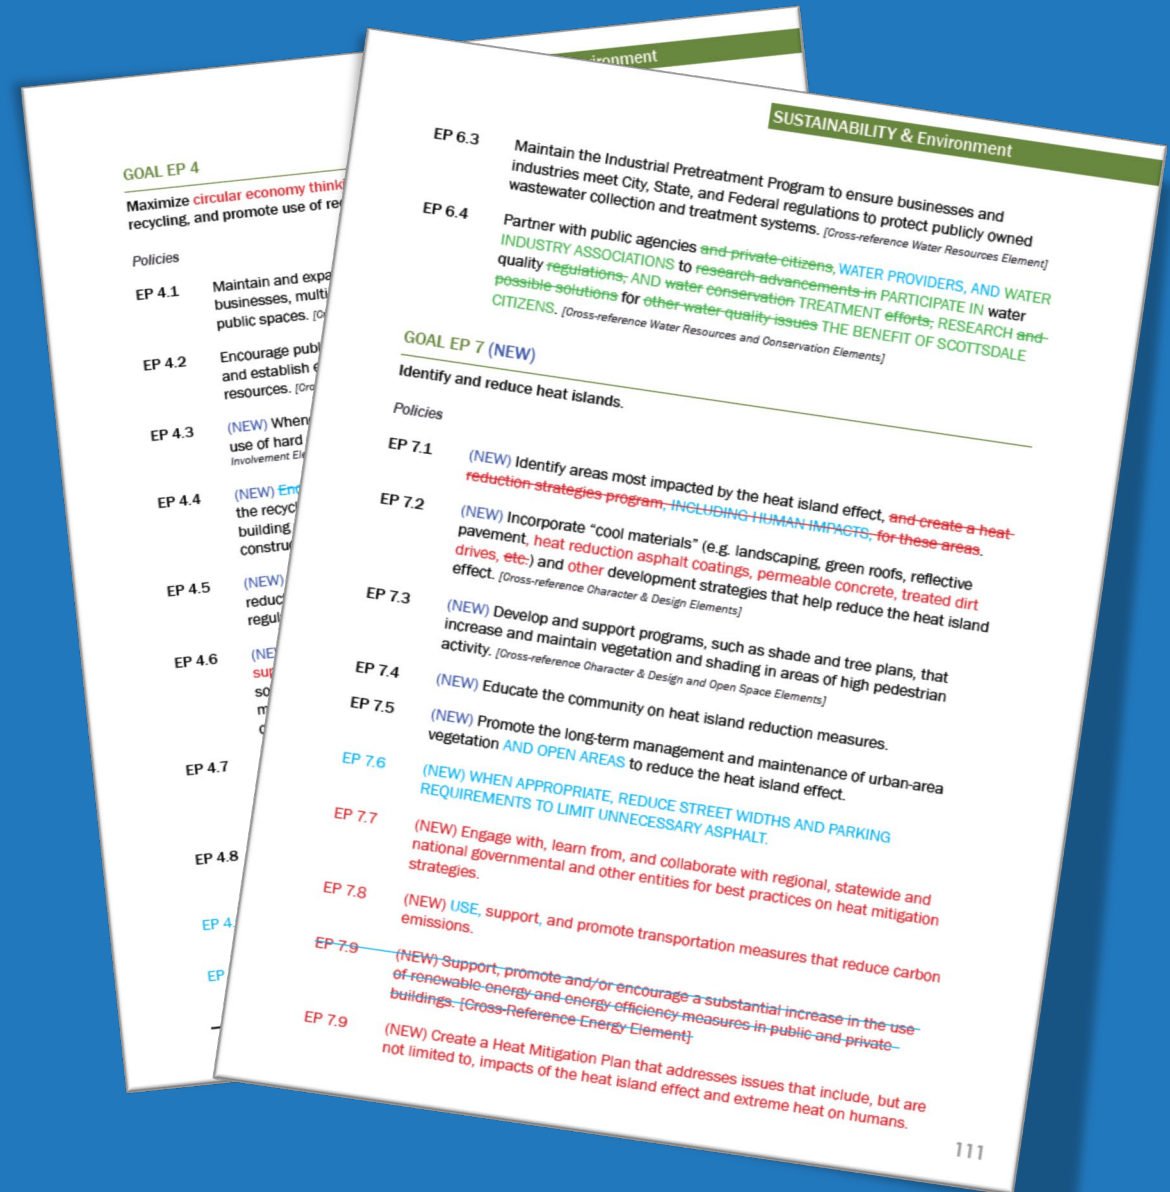 ironment
GOAL EP 4
Maximize circular economy think
recycling, and promote use of re
Policies
EP 4.1 Maintain and expa
businesses, multi
public spaces. [C
EP 4.2 Encourage publ
and establish e
resources. [Cro
EP 4.3 (NEW) When
use of hard
Involvement Ele
EP 4.4 (NEW) Enc
the recycl
building
constru
EP 4.5 (NEW)
reduc
regul
EP 4.6 (NE
sup
so
m
EP 4.7
EP 4.8
EP 4.
EP
SUSTAINABILITY & Environment
EP 6.3 Maintain the Industrial Pretreatment Program to ensure businesses and
industries meet City, State, and Federal regulations to protect publicly owned
wastewater collection and treatment systems. [Cross-reference Water Resources Element]
EP 6.4 Partner with public agencies and private citizens, WATER PROVIDERS, AND WATER
INDUSTRY ASSOCIATIONS to research advancements in PARTICIPATE IN water
quality regulations, AND water conservation TREATMENT efforts, RESEARCH and
possible solutions for other water quality issues THE BENEFIT OF SCOTTSDALE
CITIZENS. [Cross-reference Water Resources and Conservation Elements]
GOAL EP 7 (NEW)
Identify and reduce heat islands.
Policies
EP 7.1 (NEW) Identify areas most impacted by the heat island effect, and create a heat
reduction strategies program, INCLUDING HUMAN IMPACTS, for these areas.
EP 7.2 (NEW) Incorporate “cool materials” (e.g. landscaping, green roofs, reflective
pavement, heat reduction asphalt coatings, permeable concrete, treated dirt
drives, etc.) and other development strategies that help reduce the heat island
effect. [Cross-reference Character & Design Elements]
EP 7.3 (NEW) Develop and support programs, such as shade and tree plans, that
increase and maintain vegetation and shading in areas of high pedestrian
activity. [Cross-reference Character & Design and Open Space Elements]
EP 7.4 (NEW) Educate the community on heat island reduction measures.
EP 7.5 (NEW) Promote the long-term management and maintenance of urban-area
vegetation AND OPEN AREAS to reduce the heat island effect.
EP 7.6 (NEW) WHEN APPROPRIATE, REDUCE STREET WIDTHS AND PARKING
REQUIREMENTS TO LIMIT UNNECESSARY ASPHALT.
EP 7.7 (NEW) Engage with, learn from, and collaborate with regional, statewide and
national governmental and other entities for best practices on heat mitigation
strategies.
EP 7.8 (NEW) USE, support, and promote transportation measures that reduce carbon
emissions.
EP 7.9 (NEW) Support, promote and/or encourage a substantial increase in the use
of renewable energy and energy efficiency measures in public and private
buildings. [Cross-Reference Energy Element]
EP 7.9 (NEW) Create a Heat Mitigation Plan that addresses issues that include, but are
not limited to, impacts of the heat island effect and extreme heat on humans.
111